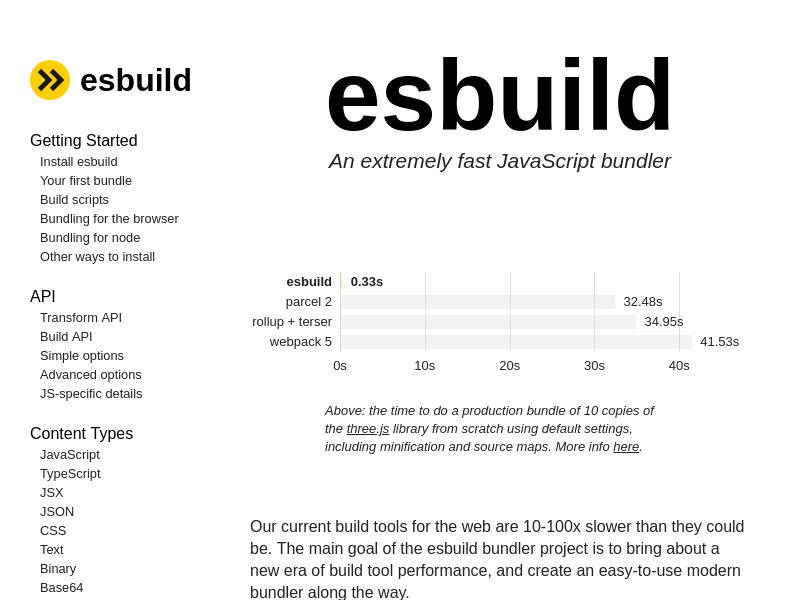 esbuild
Getting Started
Install esbuild
Your first bundle
Build scripts
Bundling for the browser
Bundling for node
Other ways to install
API
Transform API
Build API
Simple options
Advanced options
JS-specific details
Content Types
JavaScript
TypeScript
JSX
JSON
CSS
Text
Binary
Base64
esbuild
An extremely fast JavaScript bundler
esbuild 0.33s
parcel 2 32.48s
rollup + terser 34.95s
webpack 5 41.53s
0s 10s 20s 30s 40s
Above: the time to do a production bundle of 10 copies of
the three.js library from scratch using default settings,
including minification and source maps. More info here.
Our current build tools for the web are 10-100x slower than they could
be. The main goal of the esbuild bundler project is to bring about a
new era of build tool performance, and create an easy-to-use modern
bundler along the way.